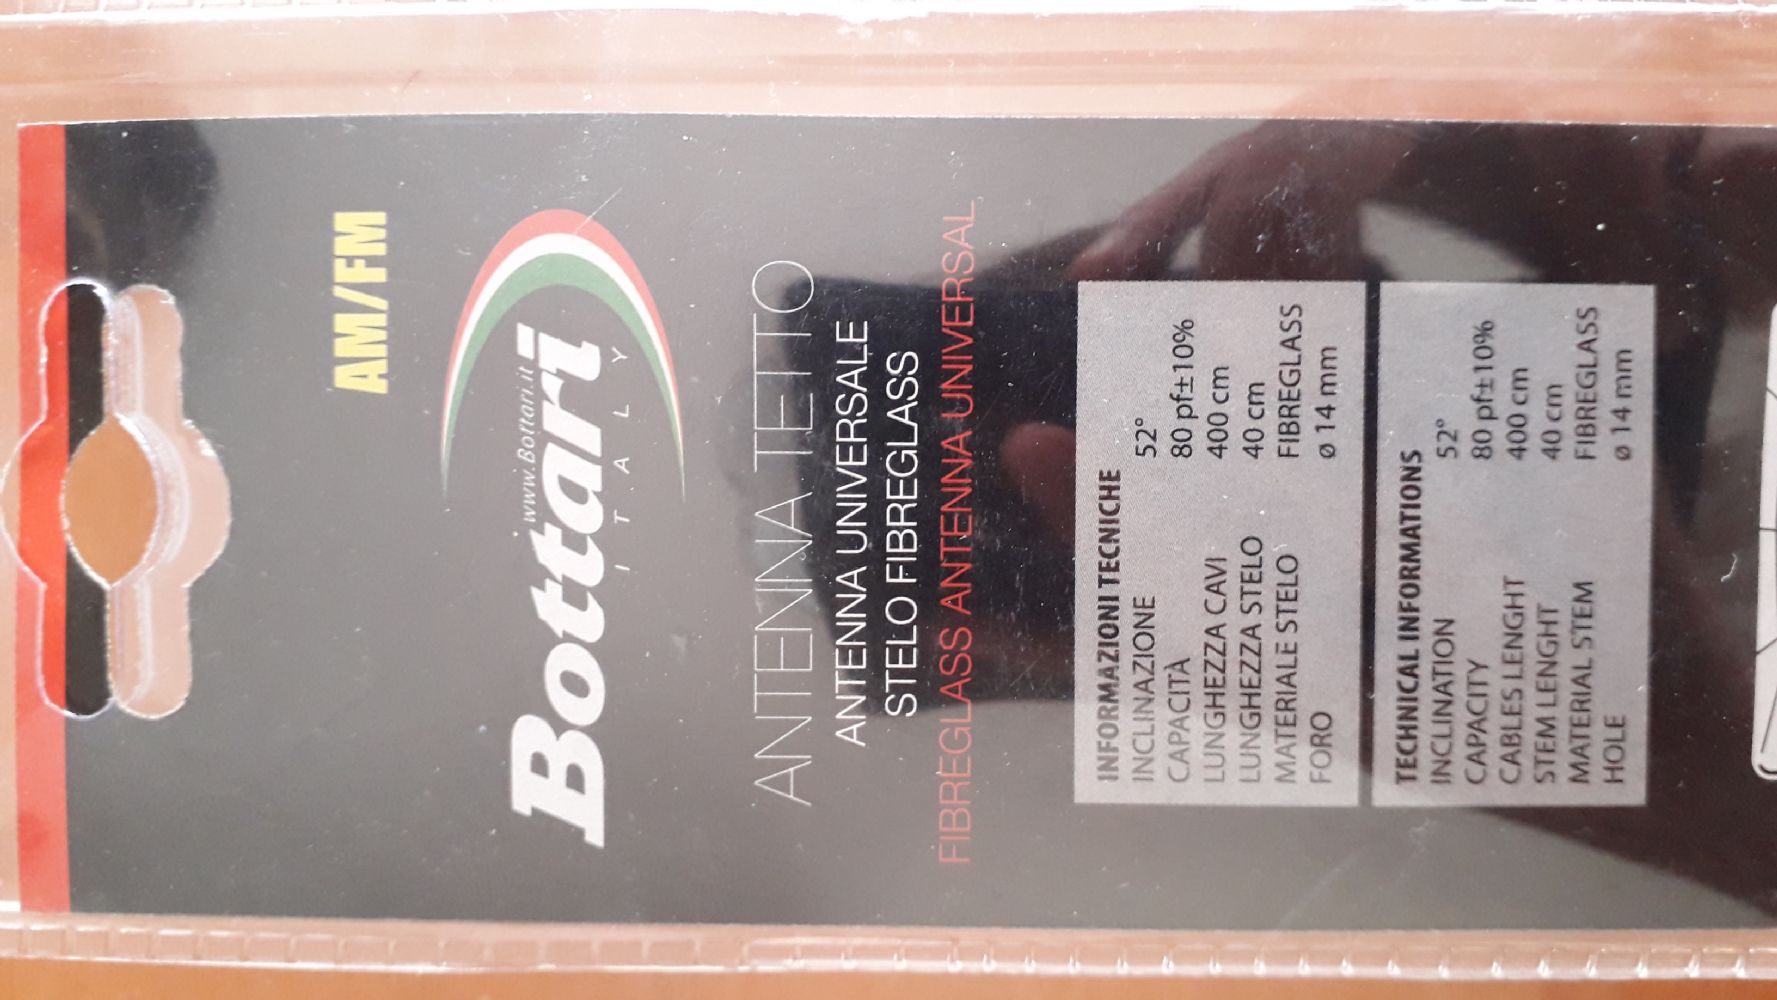 AM/FM
www.Bottari.it
Bottari
ITALY
ANTENNA TETTO
ANTENNA UNIVERSALE
STELO FIBREGLASS
FIBREGLASS ANTENNA UNIVERSAL
INFORMAZIONI TECNICHE
INCLINAZIONE 52°
CAPACITÀ 80 pf±10%
LUNGHEZZA CAVI 400 cm
LUNGHEZZA STELO 40 cm
MATERIALE STELO FIBREGLASS
FORO ø 14 mm
TECHNICAL INFORMATIONS
INCLINATION 52°
CAPACITY 80 pf±10%
CABLES LENGHT 400 cm
STEM LENGHT 40 cm
MATERIAL STEM FIBREGLASS
HOLE ø 14 mm